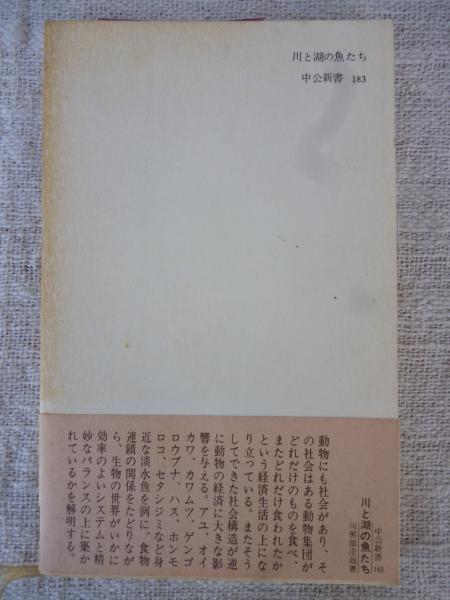 川と湖の魚たち
中公新書 183
動物にも社会があり、そ
の社会はある動物集団が
どれだけのものを食べ、
またどれだけ食われたか
という経済生活の上にな
り立っている。またそう
してできた社会構造が逆
に動物の経済に大きな影
響を与える。アユ、オイ
カワ、カワムツ、ゲンゴ
ロウブナ、ハス、ホンモ
ロコ、セタシジミなど身
近な淡水魚を例に、食物
連鎖の関係をたどりなが
ら、生物の世界がいかに
効率のよいシステムと精
妙なバランスの上に築か
れているかを解明する。
中公新書 183
川と湖の魚たち
川那部浩哉著